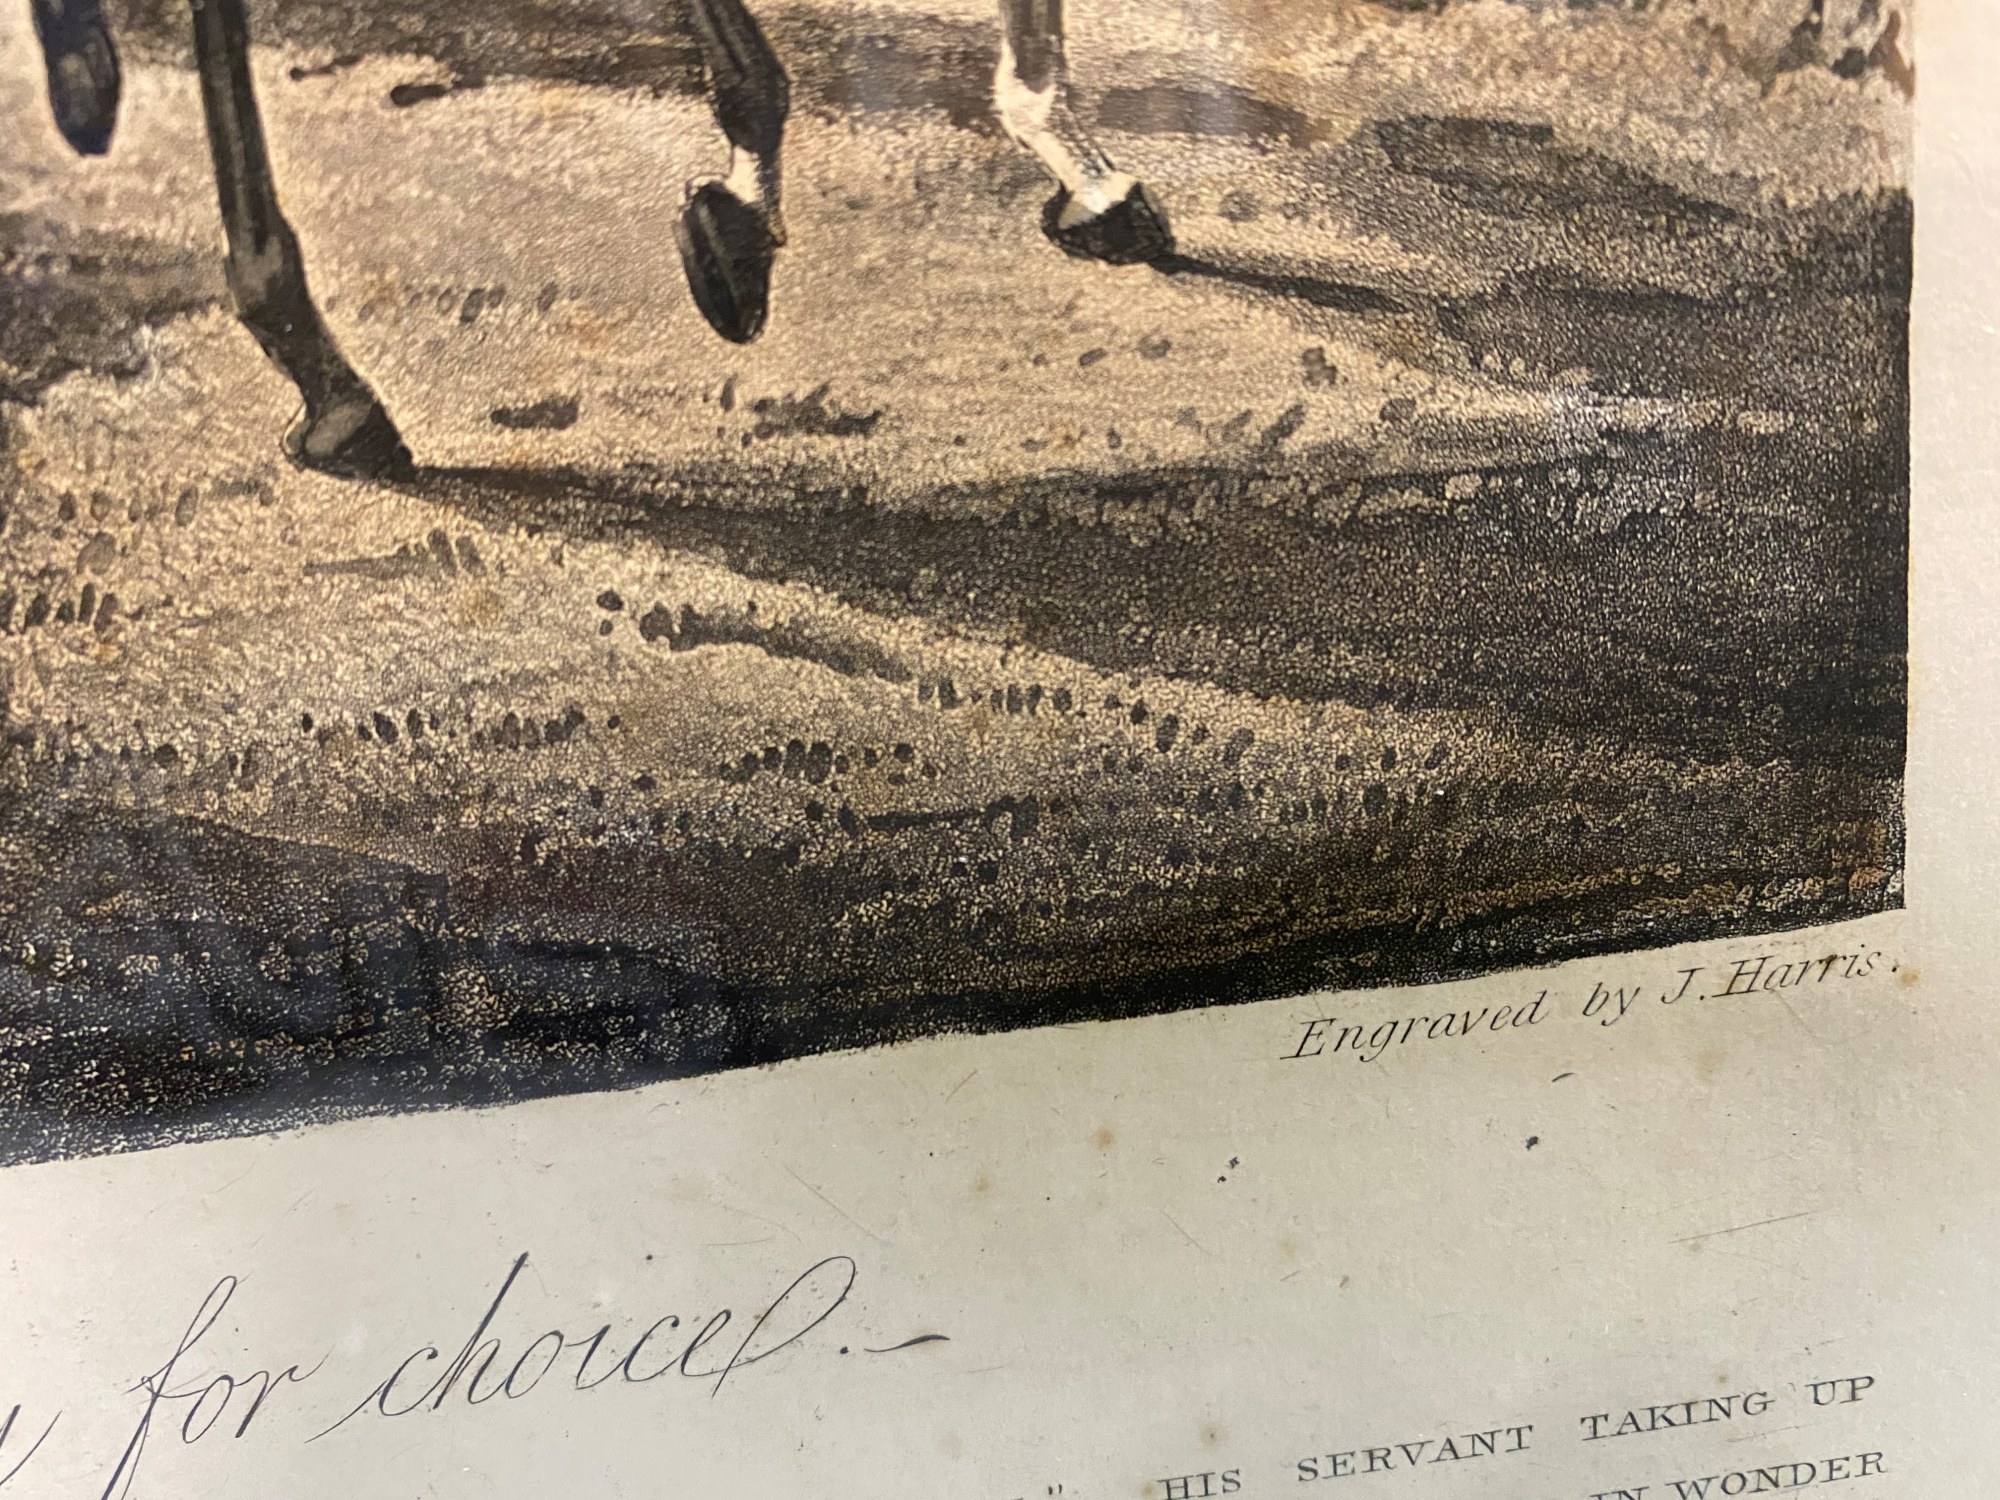 Engraved by J. Harris.
for choice. —
" HIS SERVANT TAKING UP
IN WONDER